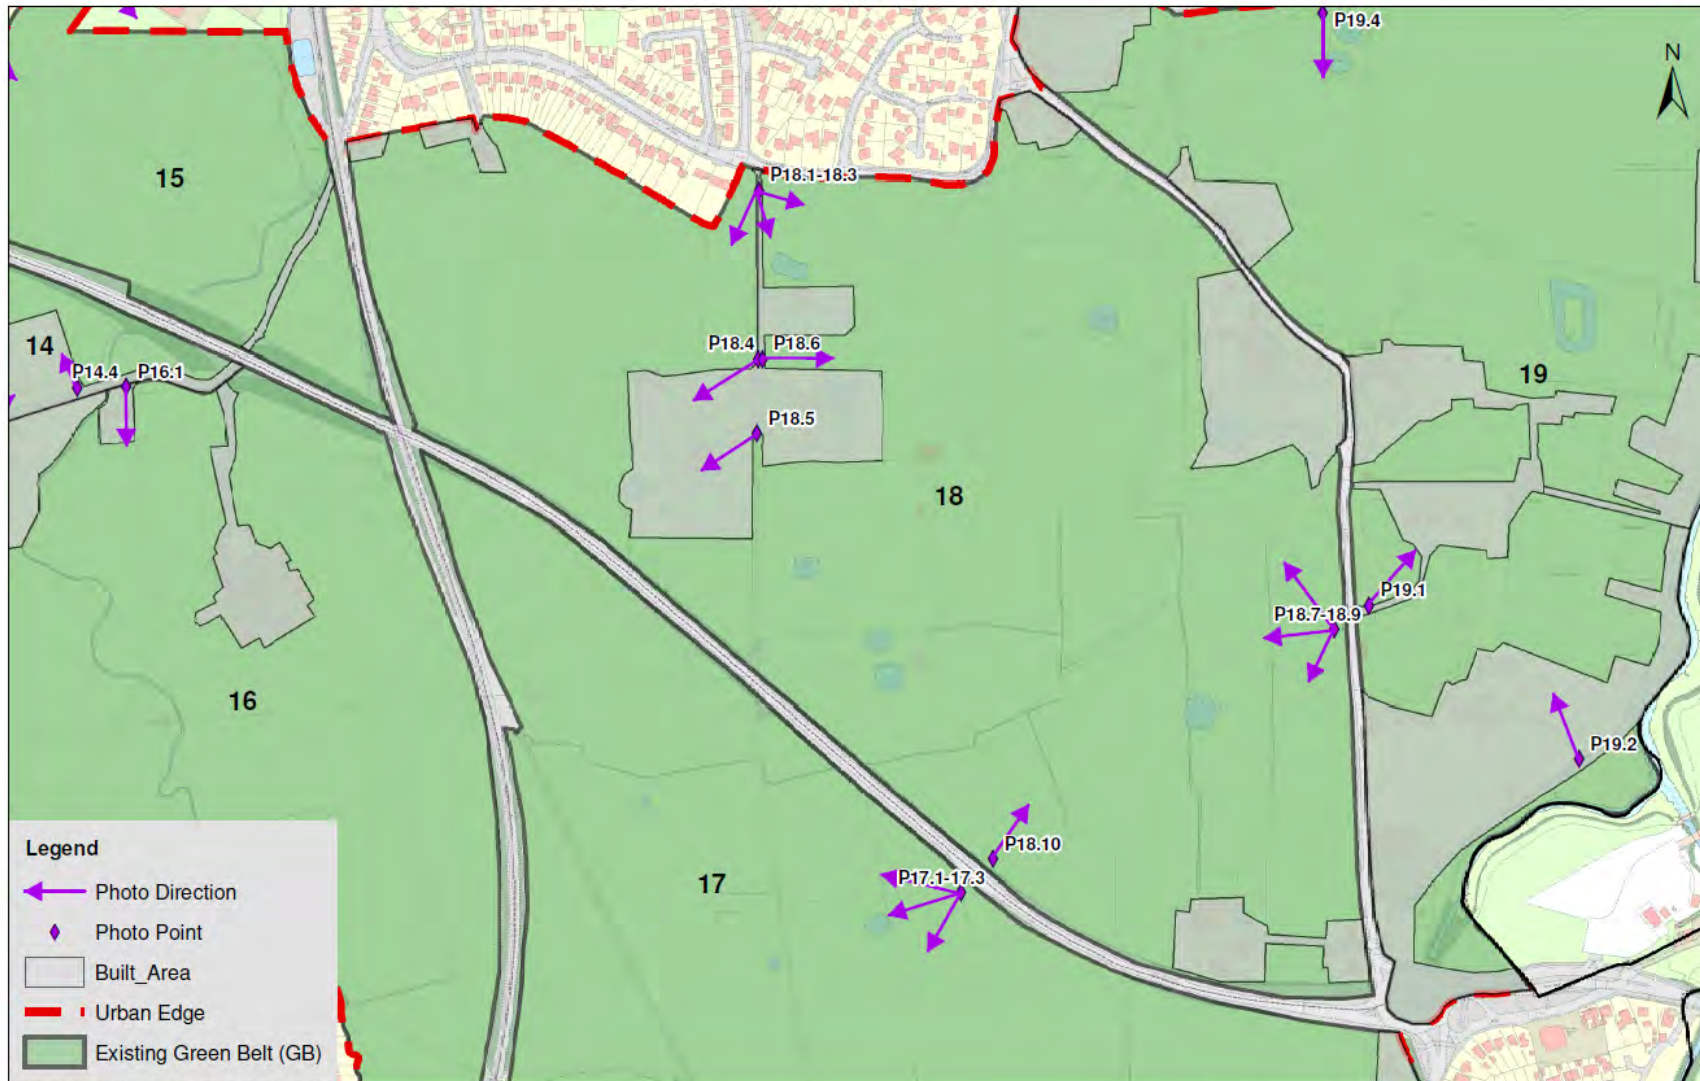 P19.4
N
15
P18.1-18.3
14
P18.4
P18.6
P14.4
P16.1
19
P18.5
18
P19.1
P18.7-18.9
16
P19.2
P18.10
17
P17.1-17.3
Legend
Photo Direction
Photo Point
Built_Area
Urban Edge
Existing Green Belt (GB)